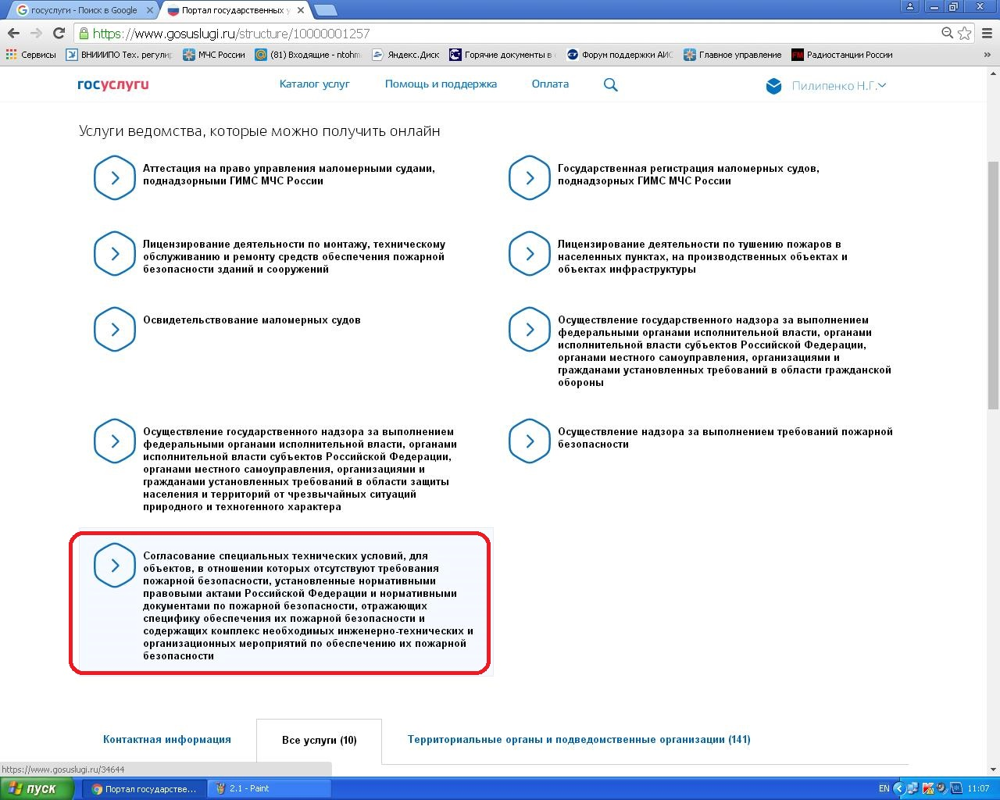 госуслуги - Поиск в Google
Портал государственных у
https://www.gosuslugi.ru/structure/10000001257
Сервисы
ВНИИПО Тех. регулир
МЧС России
(81) Входящие - ntohm
Яндекс.Диск
Горячие документы в
Форум поддержки АИС
Главное управление
FM
Радиостанции России
»
госуслуги
Каталог услуг
Помощь и поддержка
Оплата
Пилипенко Н.Г.
Услуги ведомства, которые можно получить онлайн
Аттестация на право управления маломерными судами,
поднадзорными ГИМС МЧС России
Государственная регистрация маломерных судов,
поднадзорных ГИМС МЧС России
Лицензирование деятельности по монтажу, техническому
обслуживанию и ремонту средств обеспечения пожарной
безопасности зданий и сооружений
Лицензирование деятельности по тушению пожаров в
населенных пунктах, на производственных объектах и
объектах инфраструктуры
Освидетельствование маломерных судов
Осуществление государственного надзора за выполнением
федеральными органами исполнительной власти, органами
исполнительной власти субъектов Российской Федерации,
органами местного самоуправления, организациями и
гражданами установленных требований в области гражданской
обороны
Осуществление государственного надзора за выполнением
федеральными органами исполнительной власти, органами
исполнительной власти субъектов Российской Федерации,
органами местного самоуправления, организациями и
гражданами установленных требований в области защиты
населения и территорий от чрезвычайных ситуаций
природного и техногенного характера
Осуществление надзора за выполнением требований пожарной
безопасности
Согласование специальных технических условий, для
объектов, в отношении которых отсутствуют требования
пожарной безопасности, установленные нормативными
правовыми актами Российской Федерации и нормативными
документами по пожарной безопасности, отражающих
специфику обеспечения их пожарной безопасности и
содержащих комплекс необходимых инженерно-технических и
организационных мероприятий по обеспечению их пожарной
безопасности
Контактная информация
Все услуги (10)
Территориальные органы и подведомственные организации (141)
https://www.gosuslugi.ru/34644
пуск
Портал государстве...
2.1 - Paint
EN
11:07